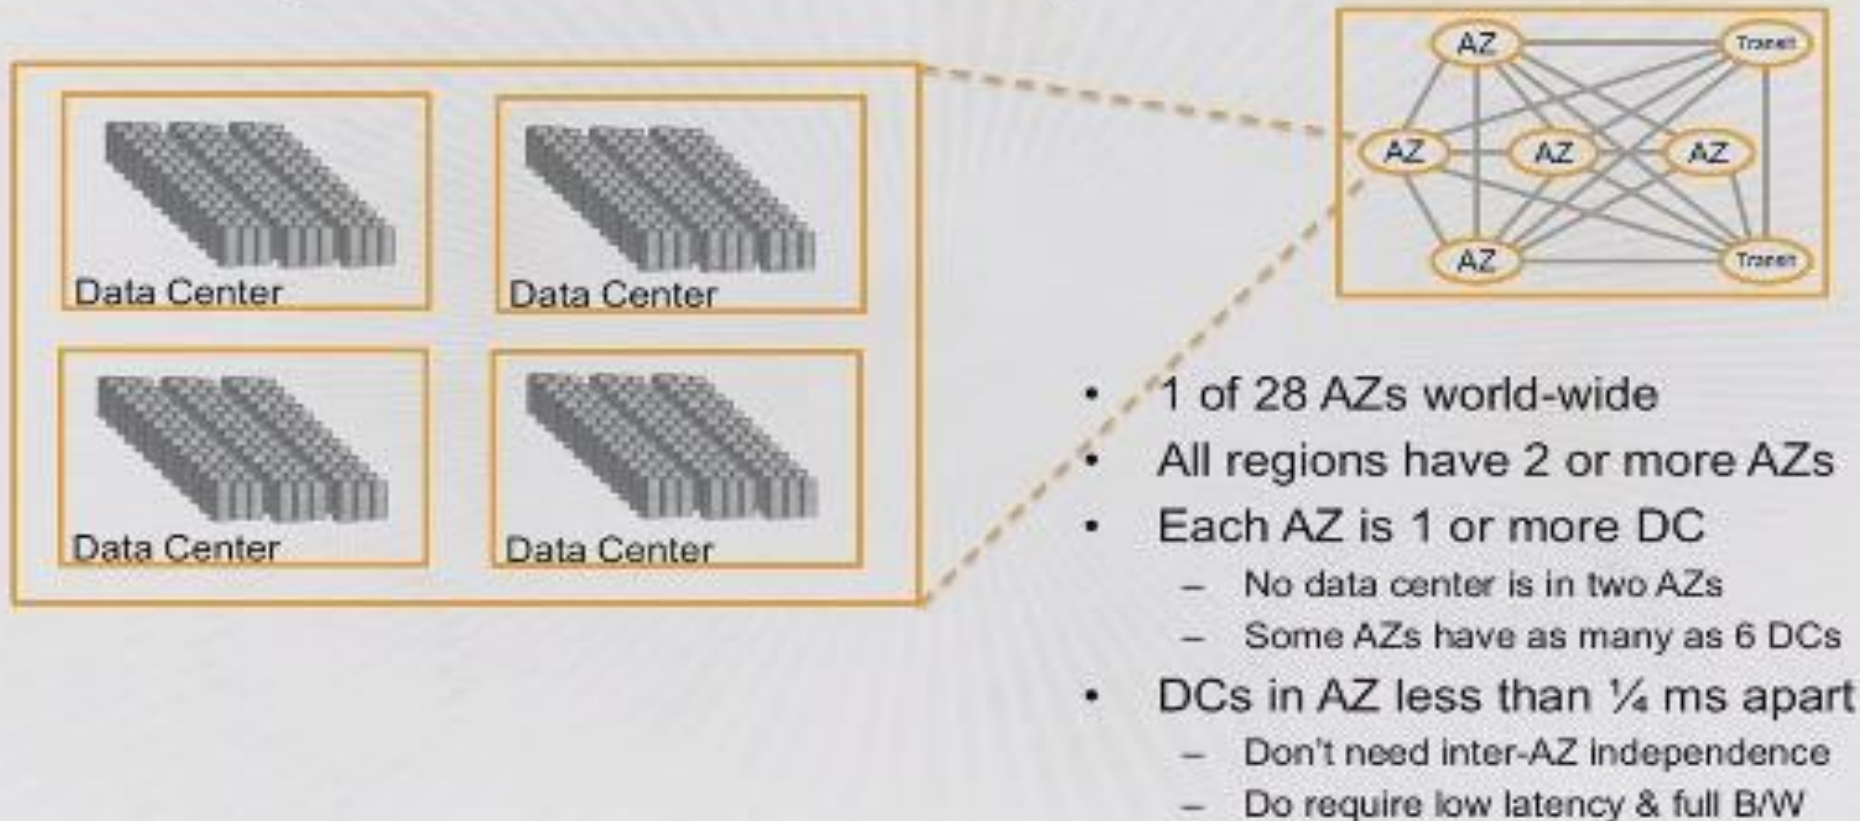 AZ
Transit
AZ
AZ
AZ
AZ
Transit
Data Center
Data Center
Data Center
Data Center
• 1 of 28 AZs world-wide
• All regions have 2 or more AZs
• Each AZ is 1 or more DC
– No data center is in two AZs
– Some AZs have as many as 6 DCs
• DCs in AZ less than ¼ ms apart
– Don't need inter-AZ independence
– Do require low latency & full B/W